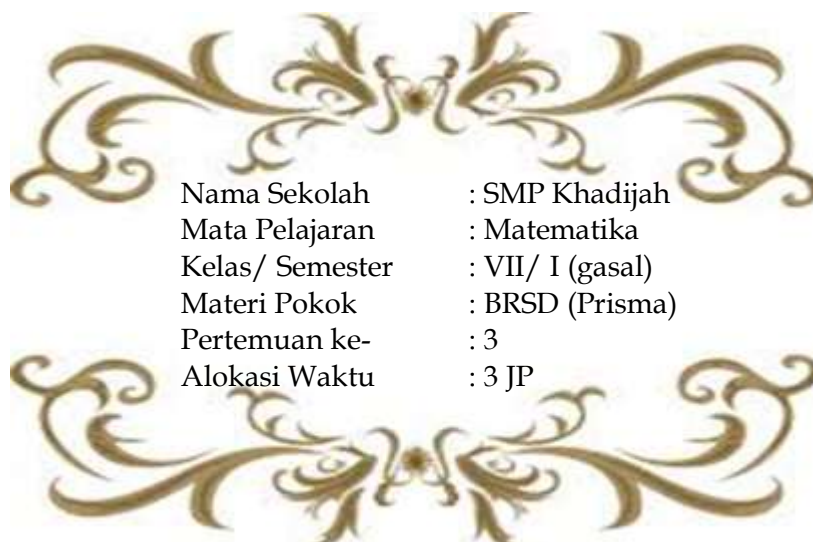 Nama Sekolah : SMP Khadijah
Mata Pelajaran : Matematika
Kelas/ Semester : VII/ I (gasal)
Materi Pokok : BRSD (Prisma)
Pertemuan ke- : 3
Alokasi Waktu : 3 JP